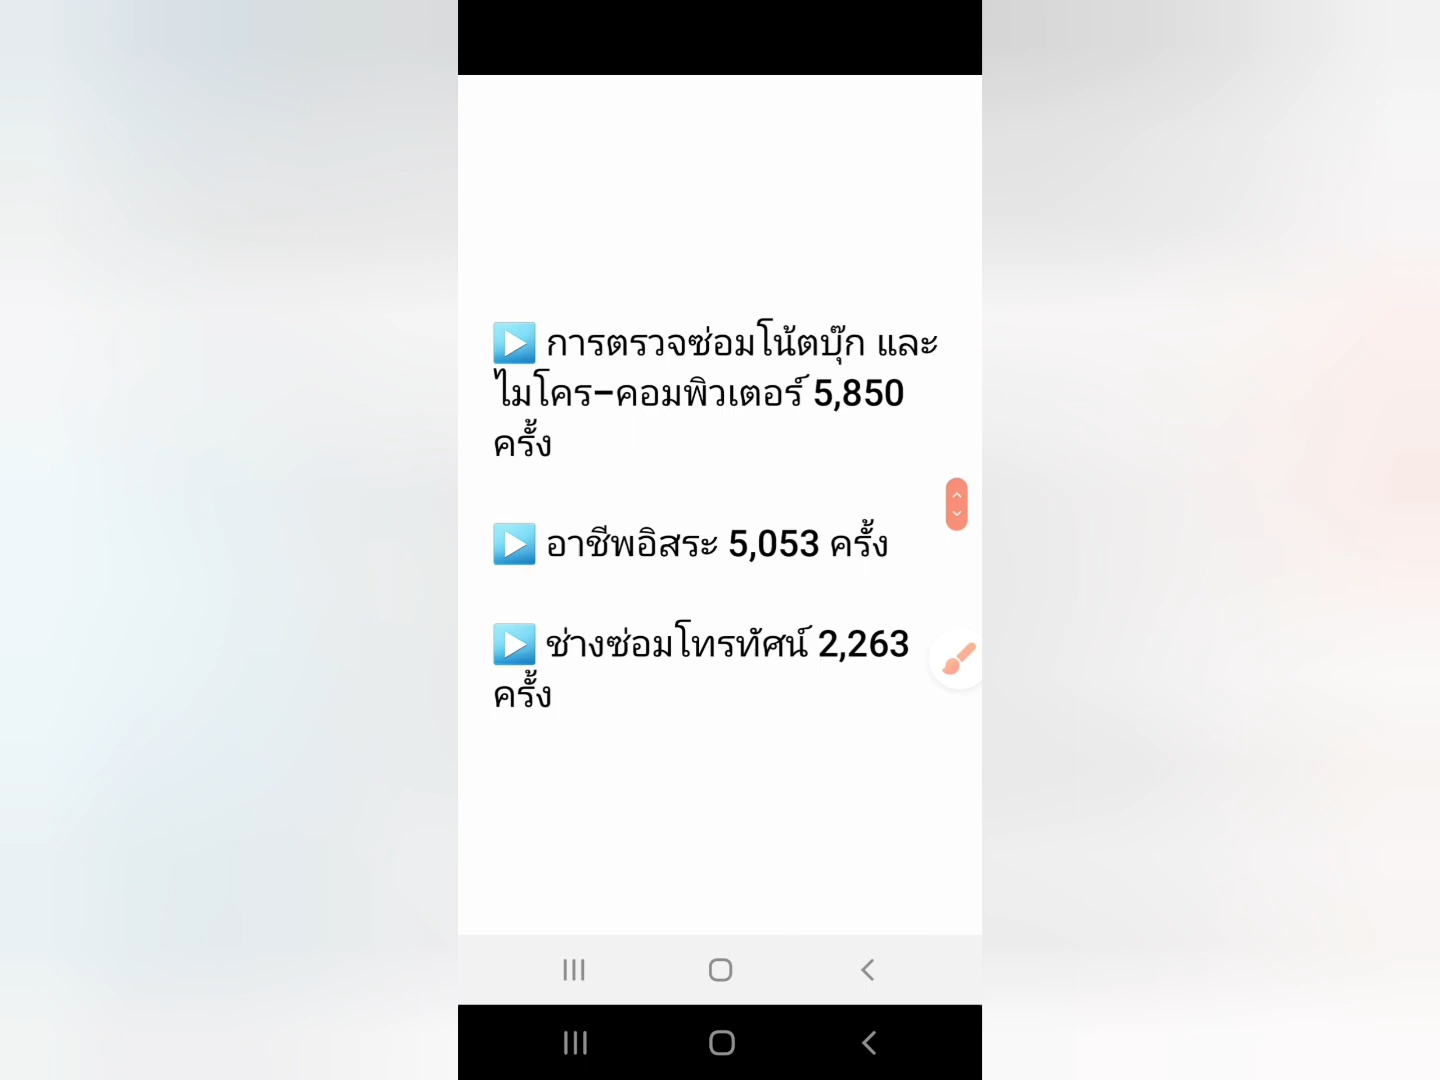 ▶ การตรวจซ่อมโน้ตบุ๊ก และ
ไมโคร–คอมพิวเตอร์ 5,850
ครั้ง
▶ อาชีพอิสระ 5,053 ครั้ง
▶ ช่างซ่อมโทรทัศน์ 2,263
ครั้ง